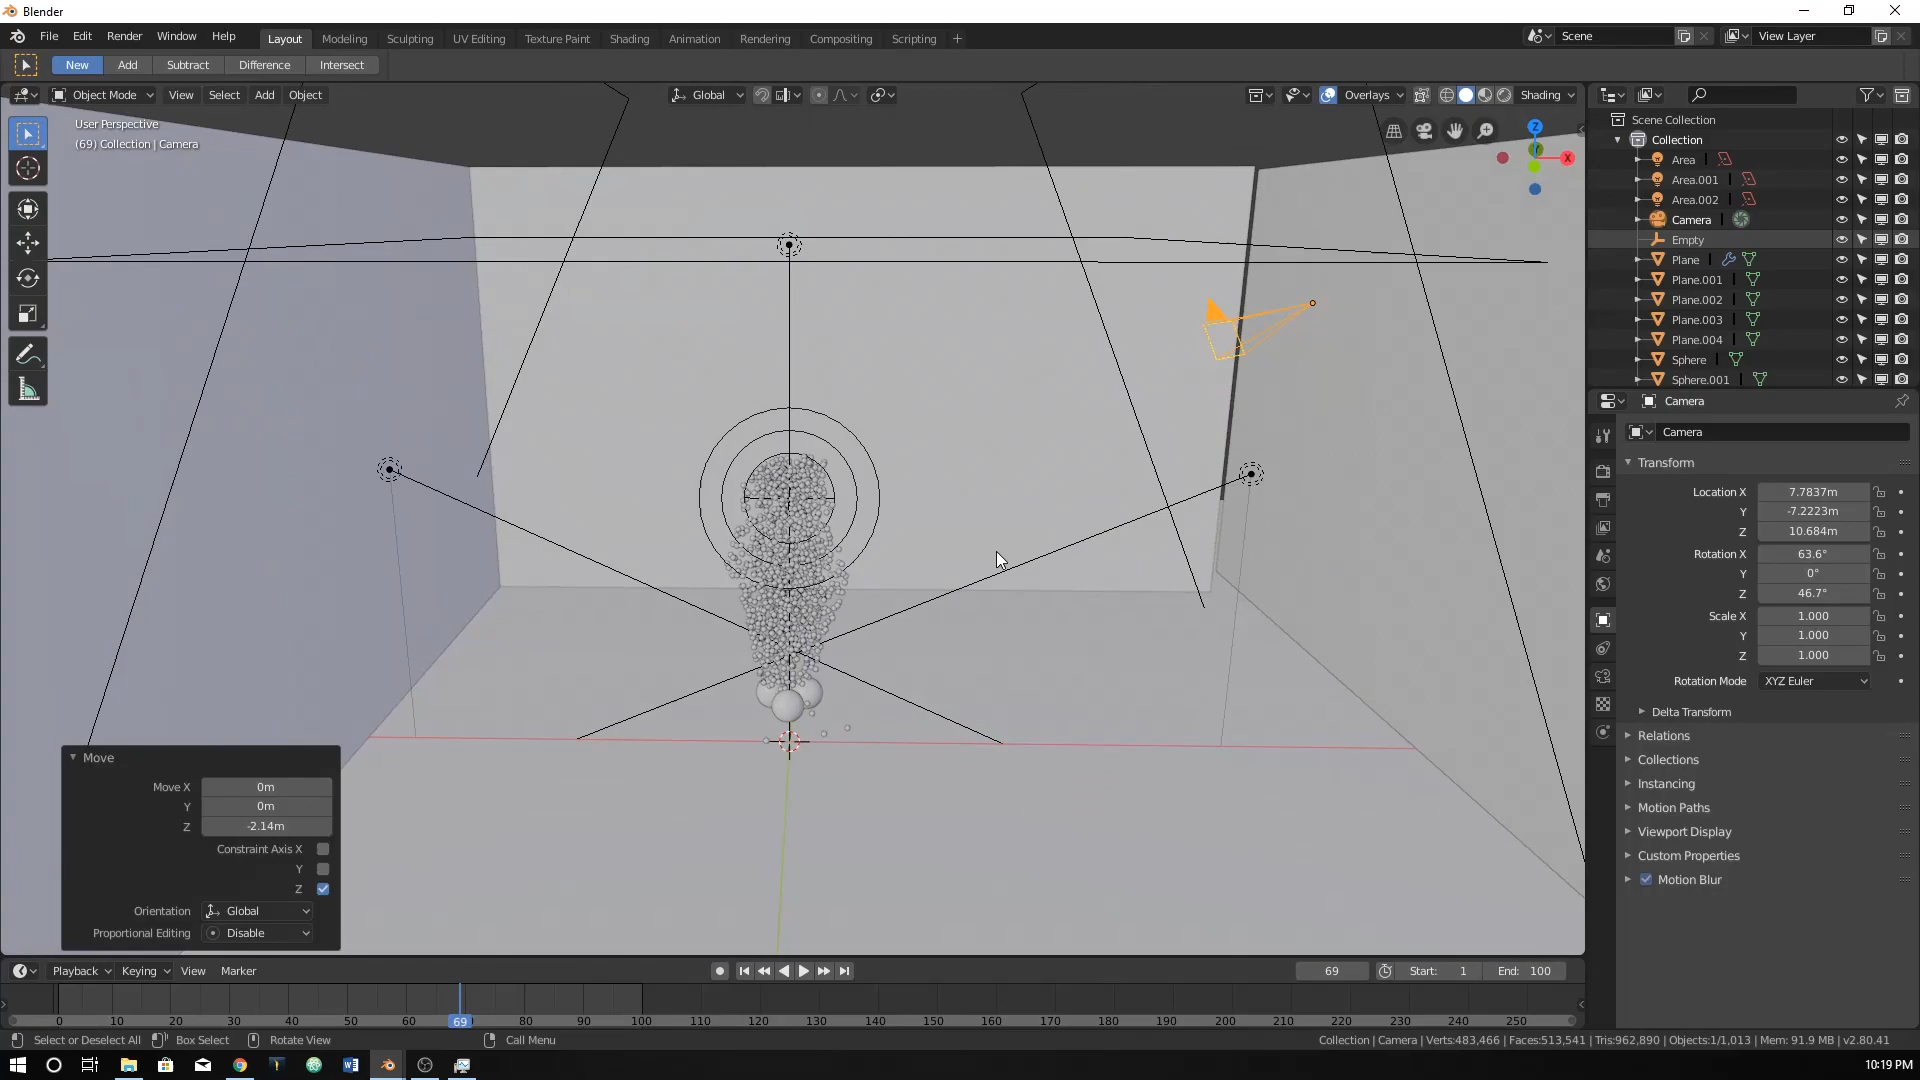 Blender
File Edit Render Window Help
Layout Modeling Sculpting UV Editing Texture Paint Shading Animation Rendering Compositing Scripting +
Scene
View Layer
New Add Subtract Difference Intersect
Object Mode View Select Add Object
Global
Overlays
Shading
User Perspective
(69) Collection | Camera
Z
X
Scene Collection
Collection
Area
Area.001
Area.002
Camera
Empty
Plane
Plane.001
Plane.002
Plane.003
Plane.004
Sphere
Sphere.001
Camera
Camera
Transform
Location X 7.7837m
Y -7.2223m
Z 10.684m
Rotation X 63.6°
Y 0°
Z 46.7°
Scale X 1.000
Y 1.000
Z 1.000
Rotation Mode XYZ Euler
Delta Transform
Relations
Collections
Instancing
Motion Paths
Viewport Display
Custom Properties
Motion Blur
Move
Move X 0m
Y 0m
Z -2.14m
Constraint Axis X
Y
Z
Orientation Global
Proportional Editing Disable
Playback Keying View Marker
69
Start: 1
End: 100
0 10 20 30 40 50 60 69 80 90 100 110 120 130 140 150 160 170 180 190 200 210 220 230 240 250
Select or Deselect All Box Select Rotate View Call Menu
Collection | Camera | Verts:483,466 | Faces:513,541 | Tris:962,890 | Objects:1/1,013 | Mem: 91.9 MB | v2.80.41
10:19 PM